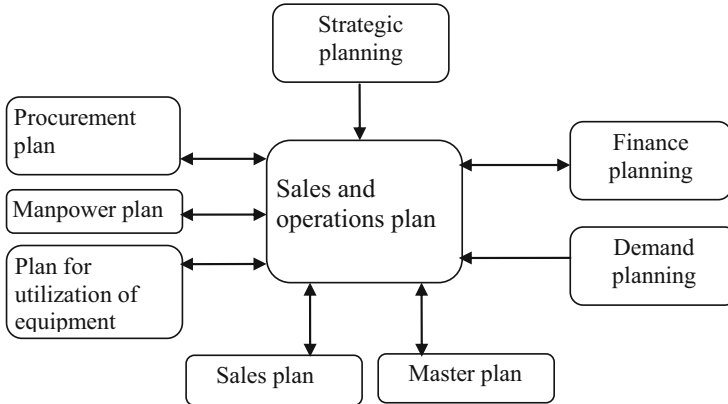 Strategic
planning
Procurement
plan
Manpower plan
Plan for
utilization of
equipment
Sales and
operations plan
Finance
planning
Demand
planning
Sales plan
Master plan